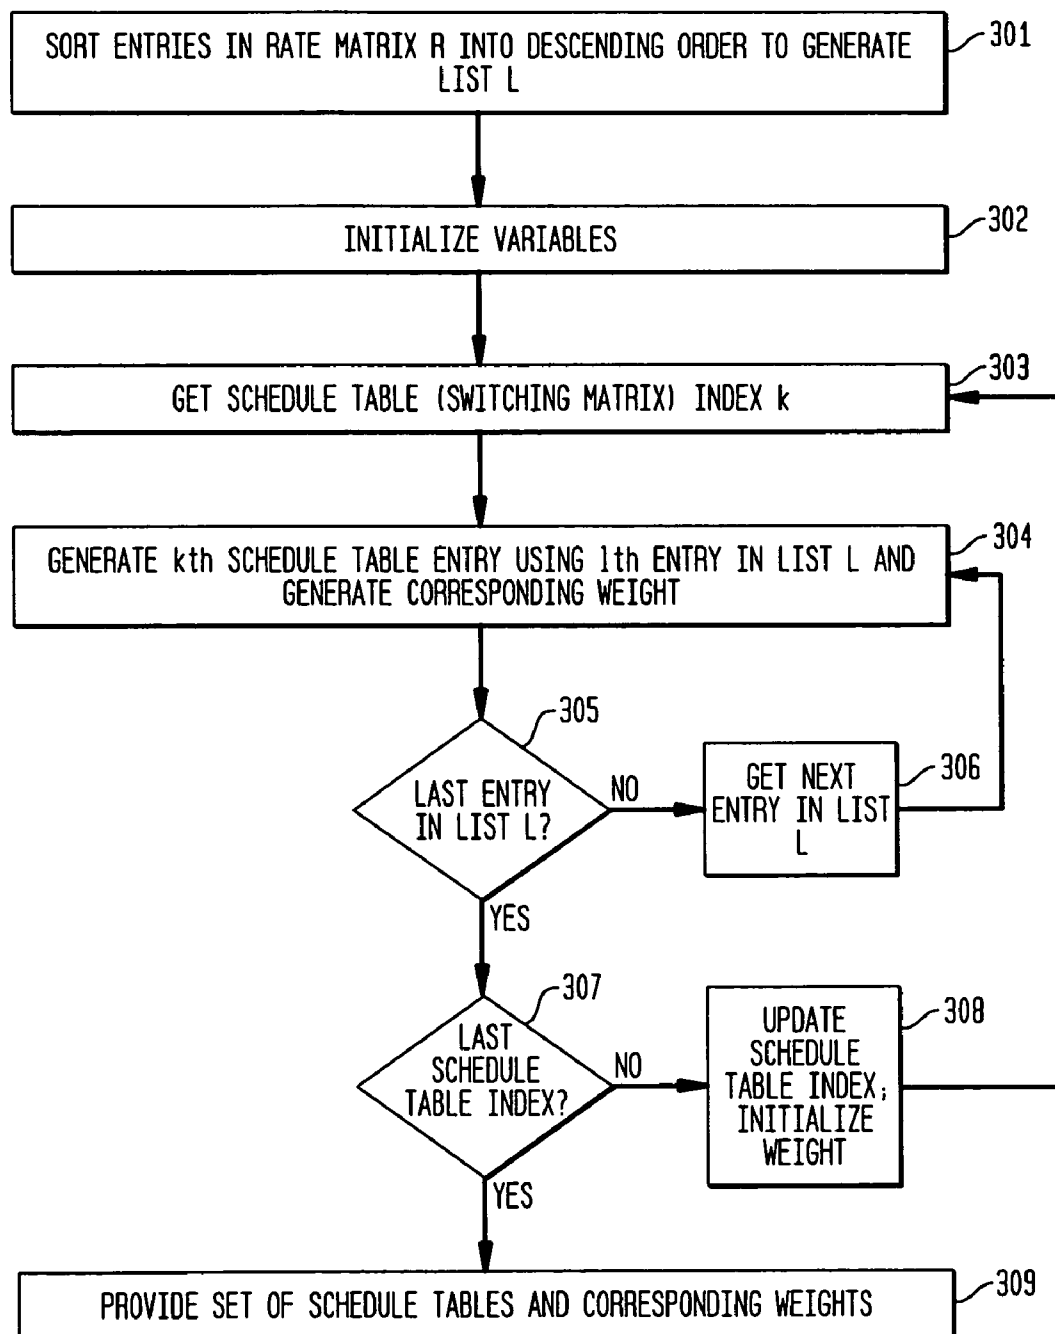 SORT ENTRIES IN RATE MATRIX R INTO DESCENDING ORDER TO GENERATE
LIST L
301
INITIALIZE VARIABLES
302
GET SCHEDULE TABLE (SWITCHING MATRIX) INDEX k
303
GENERATE kth SCHEDULE TABLE ENTRY USING lth ENTRY IN LIST L AND
GENERATE CORRESPONDING WEIGHT
304
LAST ENTRY
IN LIST L?
305
NO
GET NEXT
ENTRY IN LIST
L
306
YES
LAST
SCHEDULE
TABLE INDEX?
307
NO
UPDATE
SCHEDULE
TABLE INDEX;
INITIALIZE
WEIGHT
308
YES
PROVIDE SET OF SCHEDULE TABLES AND CORRESPONDING WEIGHTS
309